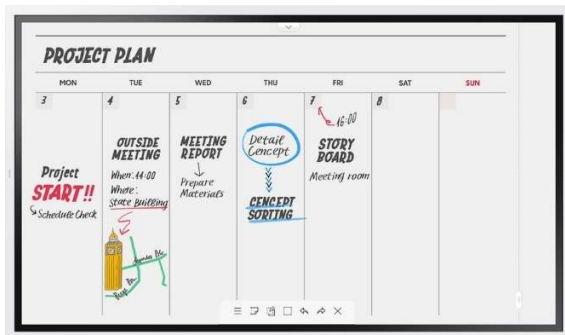 PROJECT PLAN
MON TUE WED THU FRI SAT SUN
3 4 5 6 7 8
16:00
OUTSIDE
MEETING
When: 11:00
Where:
State Building
MEETING
REPORT
Prepare
Materials
Detail
Concept
CENCEPT
SORTING
STORY
BOARD
Meeting room
Project
START!!
Schedule Check